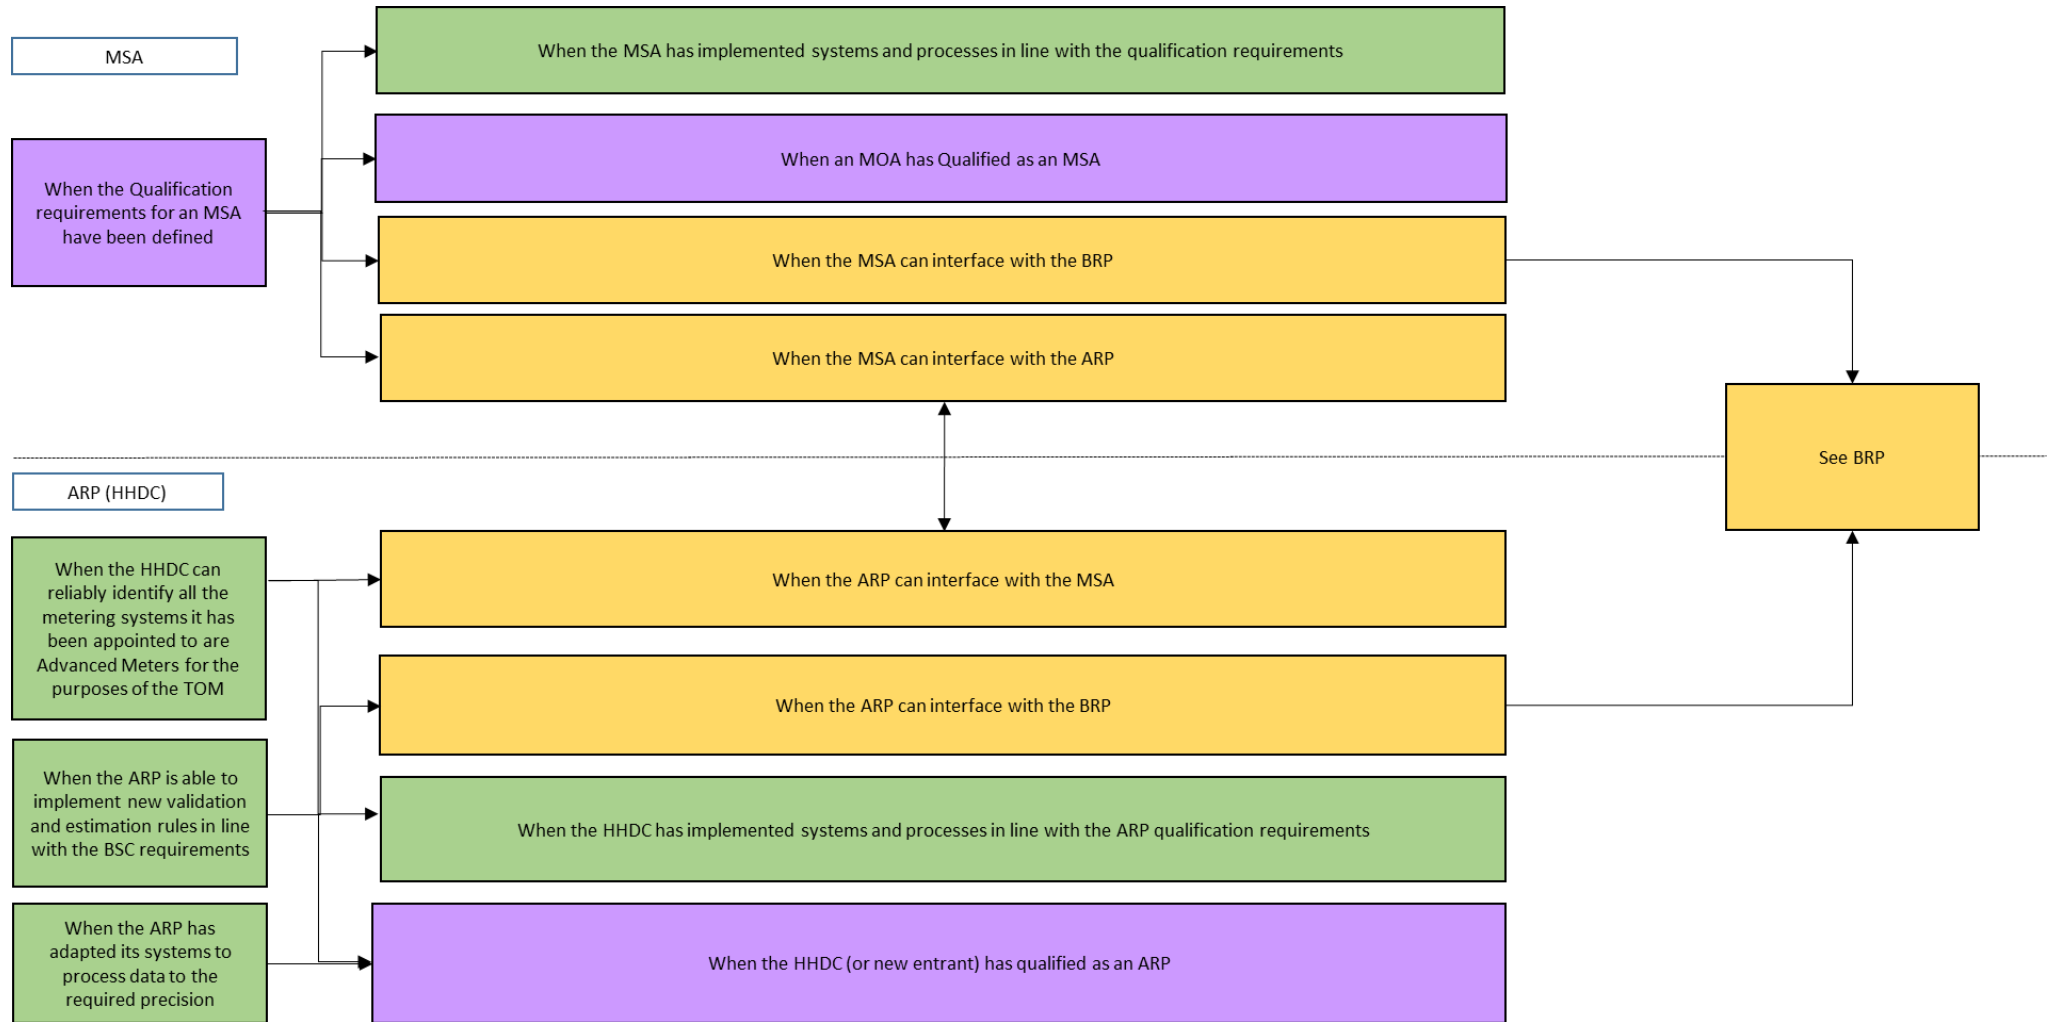 MSA
When the MSA has implemented systems and processes in line with the qualification requirements
When an MOA has Qualified as an MSA
When the Qualification
requirements for an MSA
have been defined
When the MSA can interface with the BRP
When the MSA can interface with the ARP
See BRP
ARP (HHDC)
When the HHDC can
reliably identify all the
metering systems it has
been appointed to are
Advanced Meters for the
purposes of the TOM
When the ARP can interface with the MSA
When the ARP can interface with the BRP
When the ARP is able to
implement new validation
and estimation rules in line
with the BSC requirements
When the HHDC has implemented systems and processes in line with the ARP qualification requirements
When the ARP has
adapted its systems to
process data to the
required precision
When the HHDC (or new entrant) has qualified as an ARP